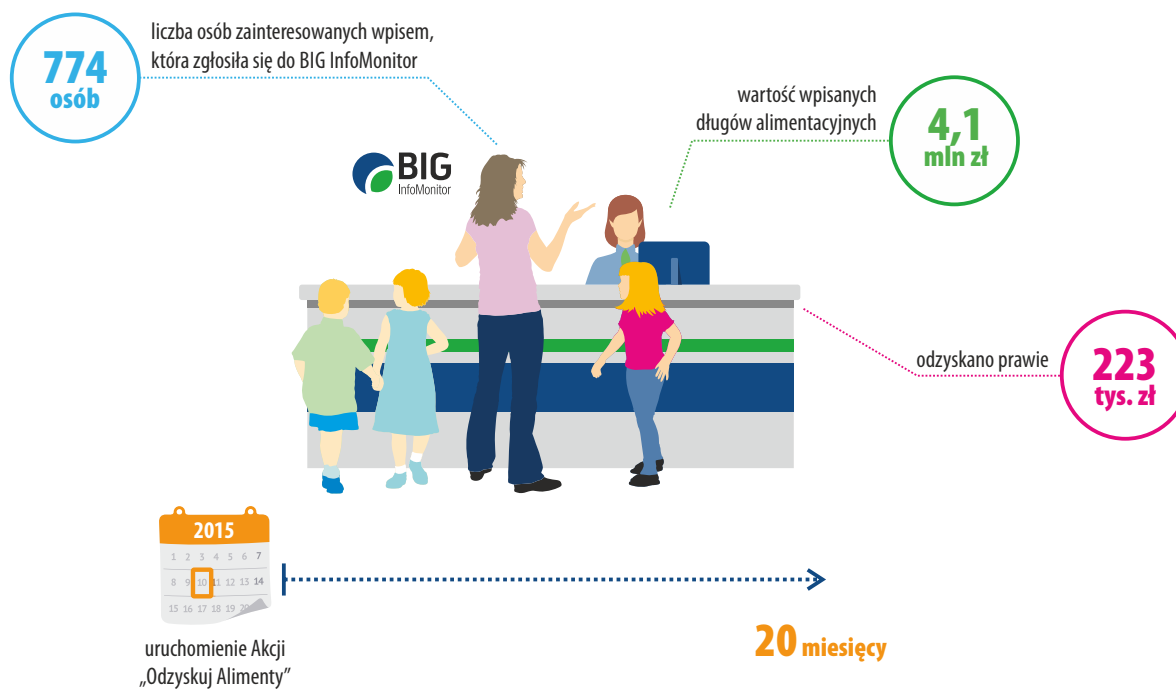 774
osób
liczba osób zainteresowanych wpisem,
która zgłosiła się do BIG InfoMonitor
wartość wpisanych
długów alimentacyjnych
4,1
mln zł
BIG
InfoMonitor
odzyskano prawie
223
tys. zł
2015
1 2 3 4 5 6 7
8 9 10 11 12 13 14
15 16 17 18 19 20
uruchomienie Akcji
„Odzyskuj Alimenty”
20 miesięcy